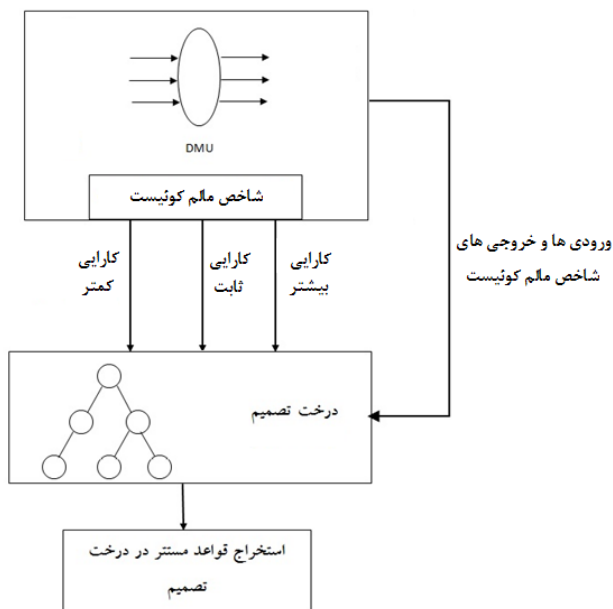 DMU
شاخص مالم کوئیست
کارایی
بیشتر
کارایی
ثابت
کارایی
کمتر
ورودی ها و خروجی های
شاخص مالم کوئیست
درخت تصمیم
استخراج قواعد مستتر در درخت
تصمیم